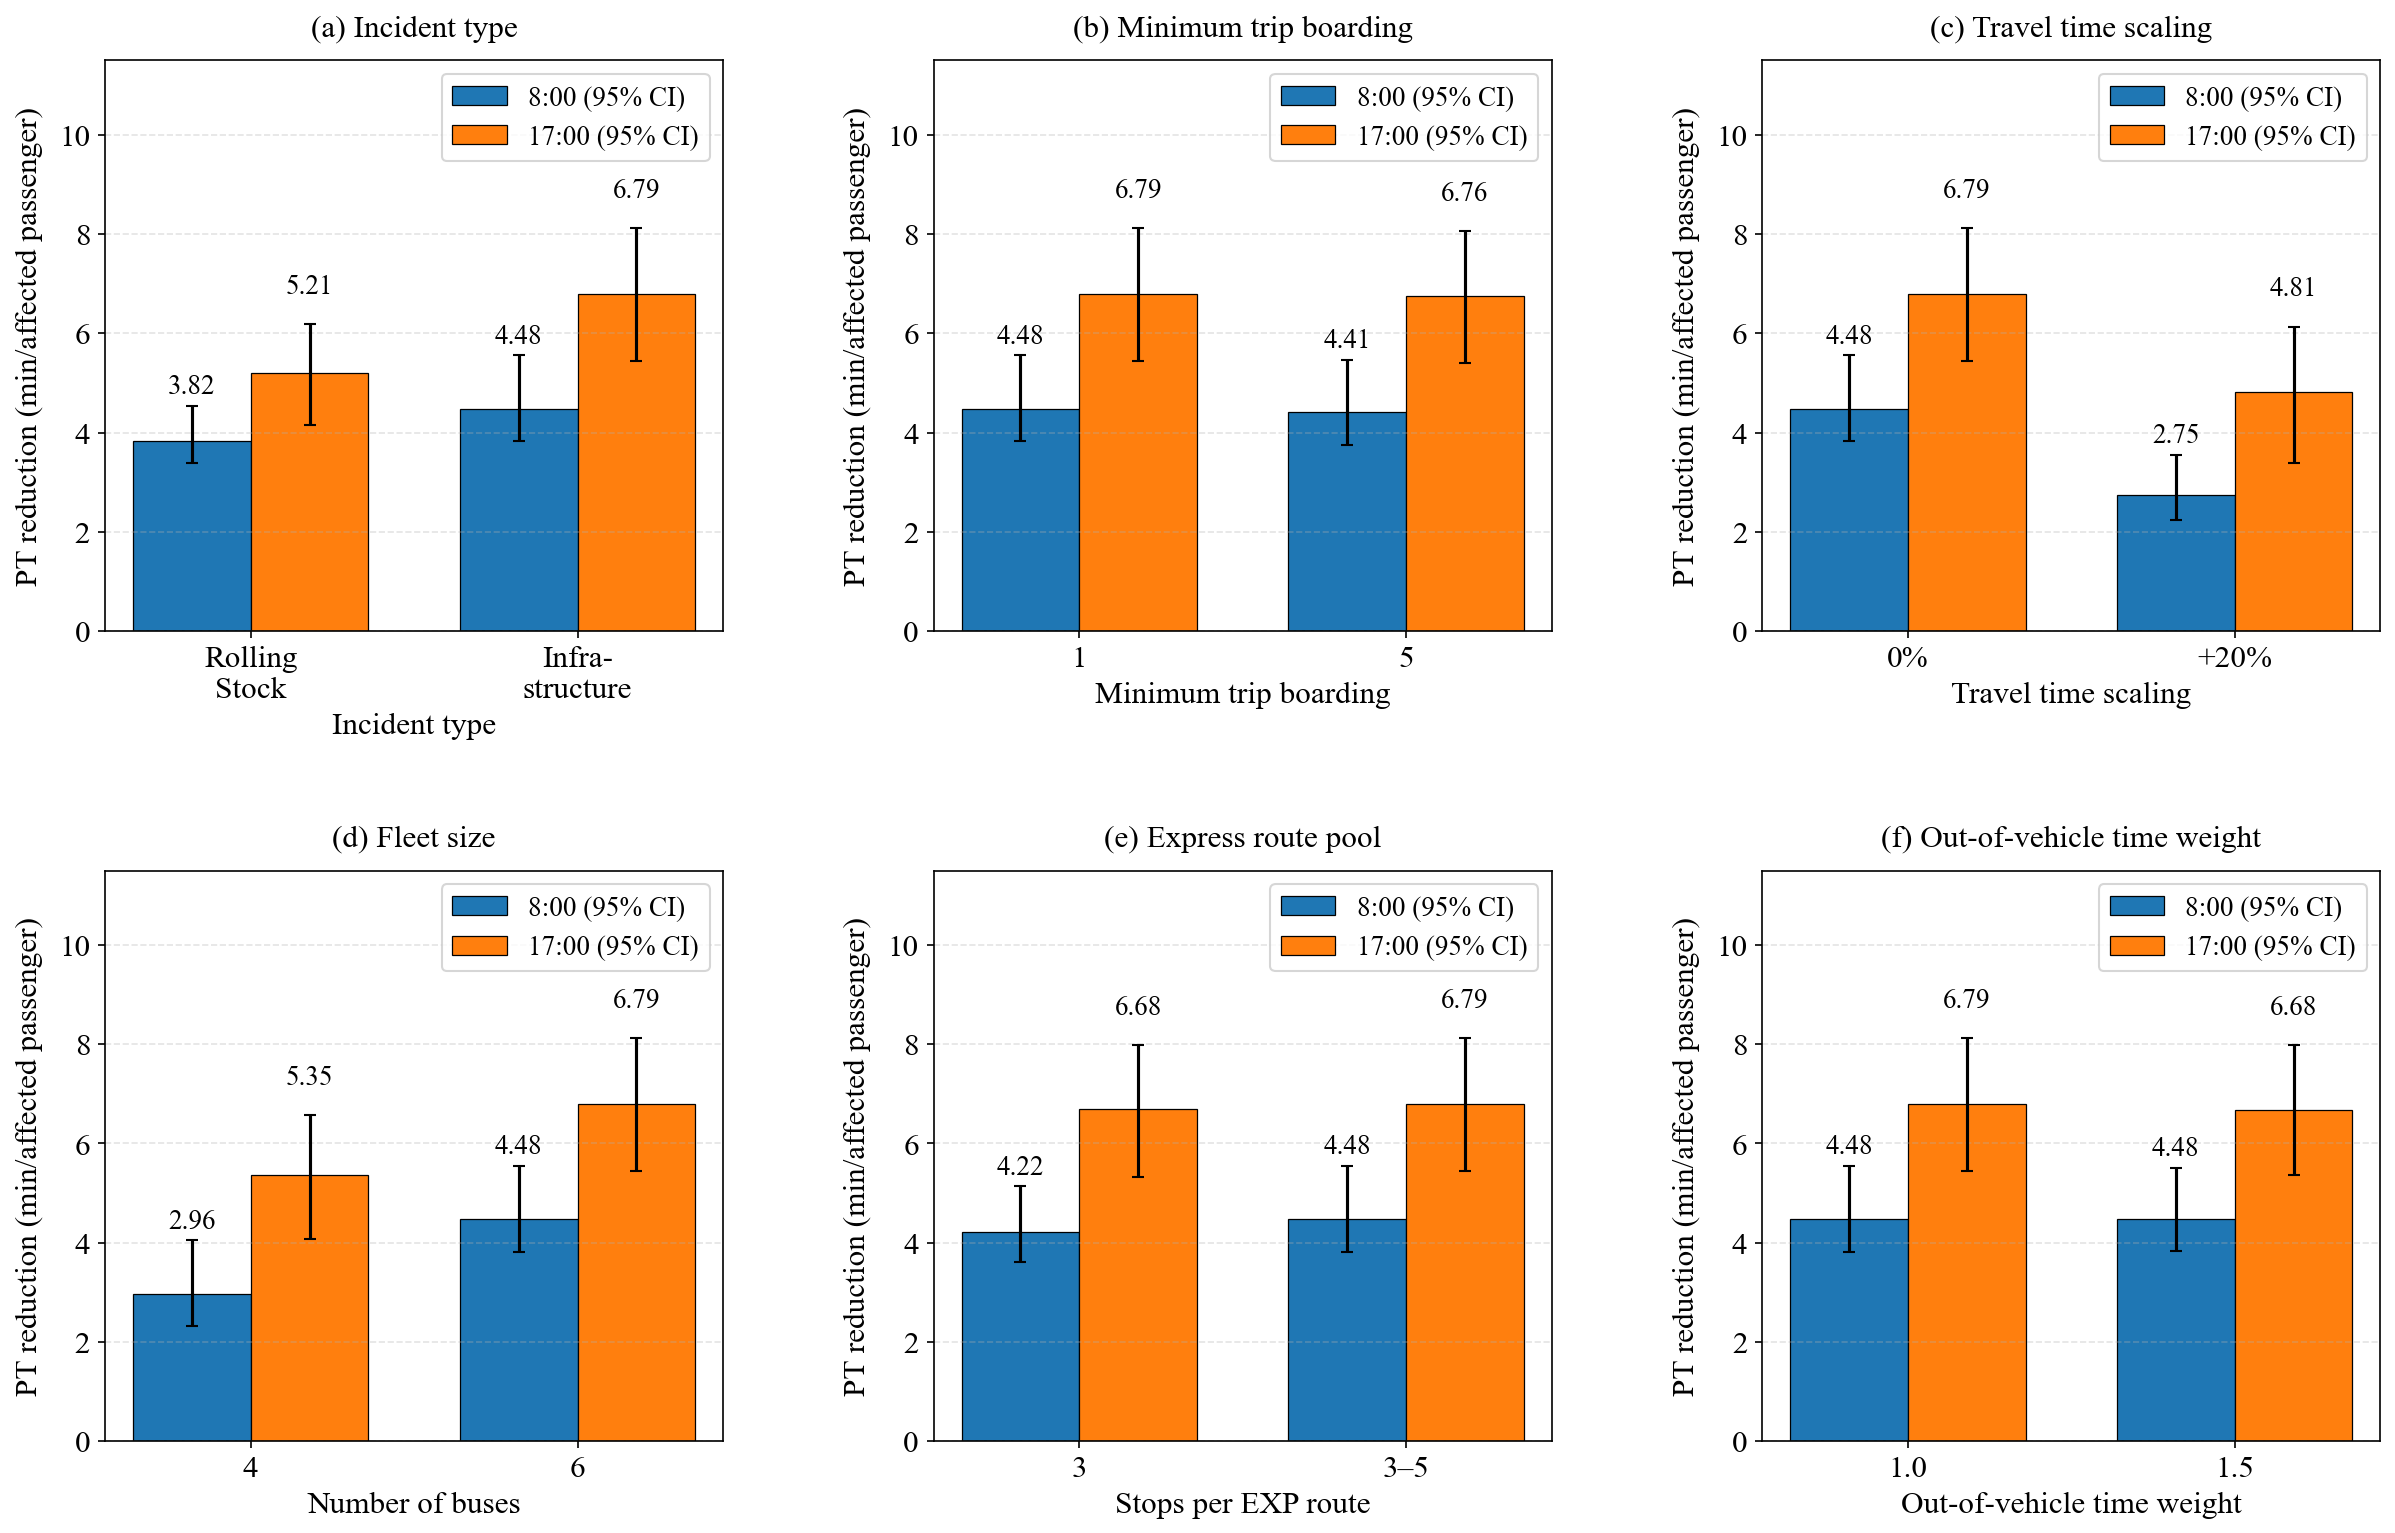 (a) Incident type
PT reduction (min/affected passenger)
10
8
6
4
2
0
8:00 (95% CI)
17:00 (95% CI)
3.82
5.21
4.48
6.79
Rolling
Stock
Infra-
structure
Incident type
(b) Minimum trip boarding
PT reduction (min/affected passenger)
10
8
6
4
2
0
8:00 (95% CI)
17:00 (95% CI)
4.48
6.79
4.41
6.76
1
5
Minimum trip boarding
(c) Travel time scaling
PT reduction (min/affected passenger)
10
8
6
4
2
0
8:00 (95% CI)
17:00 (95% CI)
4.48
6.79
2.75
4.81
0%
+20%
Travel time scaling
(d) Fleet size
PT reduction (min/affected passenger)
10
8
6
4
2
0
8:00 (95% CI)
17:00 (95% CI)
2.96
5.35
4.48
6.79
4
6
Number of buses
(e) Express route pool
PT reduction (min/affected passenger)
10
8
6
4
2
0
8:00 (95% CI)
17:00 (95% CI)
4.22
6.68
4.48
6.79
3
3–5
Stops per EXP route
(f) Out-of-vehicle time weight
PT reduction (min/affected passenger)
10
8
6
4
2
0
8:00 (95% CI)
17:00 (95% CI)
4.48
6.79
4.48
6.68
1.0
1.5
Out-of-vehicle time weight